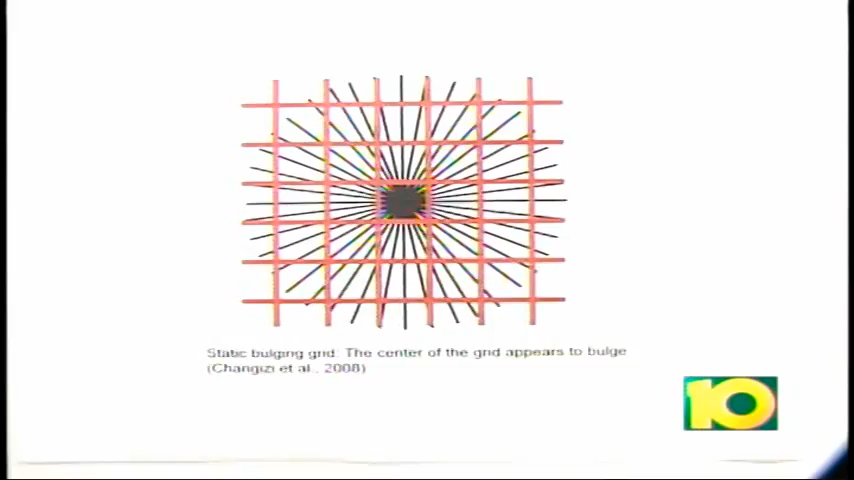 Static bulging grid: The center of the grid appears to bulge
(Changizi et al., 2008)
10